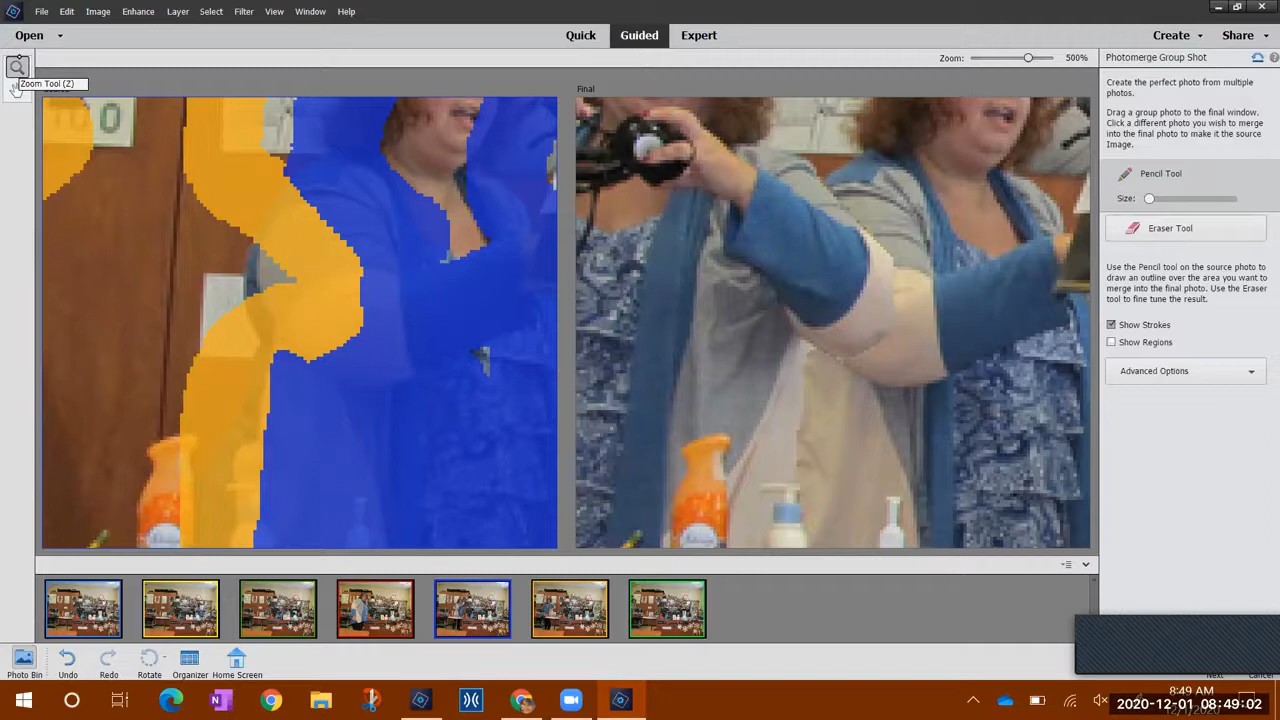 File Edit Image Enhance Layer Select Filter View Window Help
Open Quick Guided Expert Create Share
Zoom: 500% Photomerge Group Shot
Zoom Tool (Z)
Final
Create the perfect photo from multiple
photos.
Drag a group photo to the final window.
Click a different photo you wish to merge
into the final photo to make it the source
Image.
Pencil Tool
Size:
Eraser Tool
Use the Pencil tool on the source photo to
draw an outline over the area you want to
merge into the final photo. Use the Eraser
tool to fine tune the result.
Show Strokes
Show Regions
Advanced Options
Photo Bin Undo Redo Rotate Organizer Home Screen
8:49 AM
2020-12-01 08:49:02